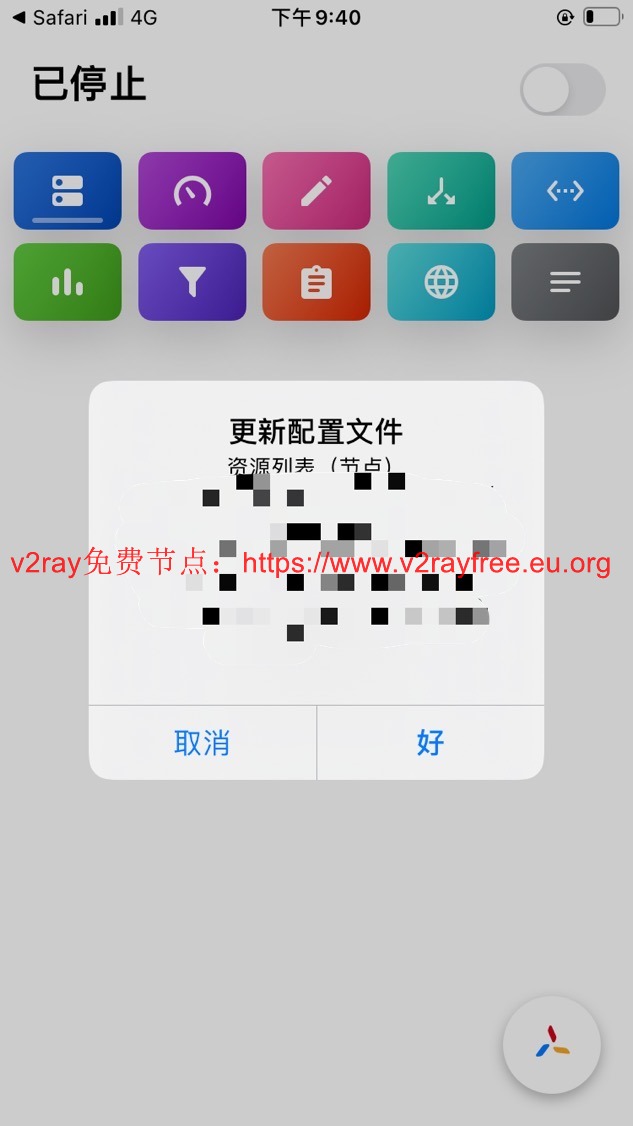 Safari 4G 下午9:40
已停止
更新配置文件
资源列表（节点）
v2ray免费节点：https://www.v2rayfree.eu.org
取消 好